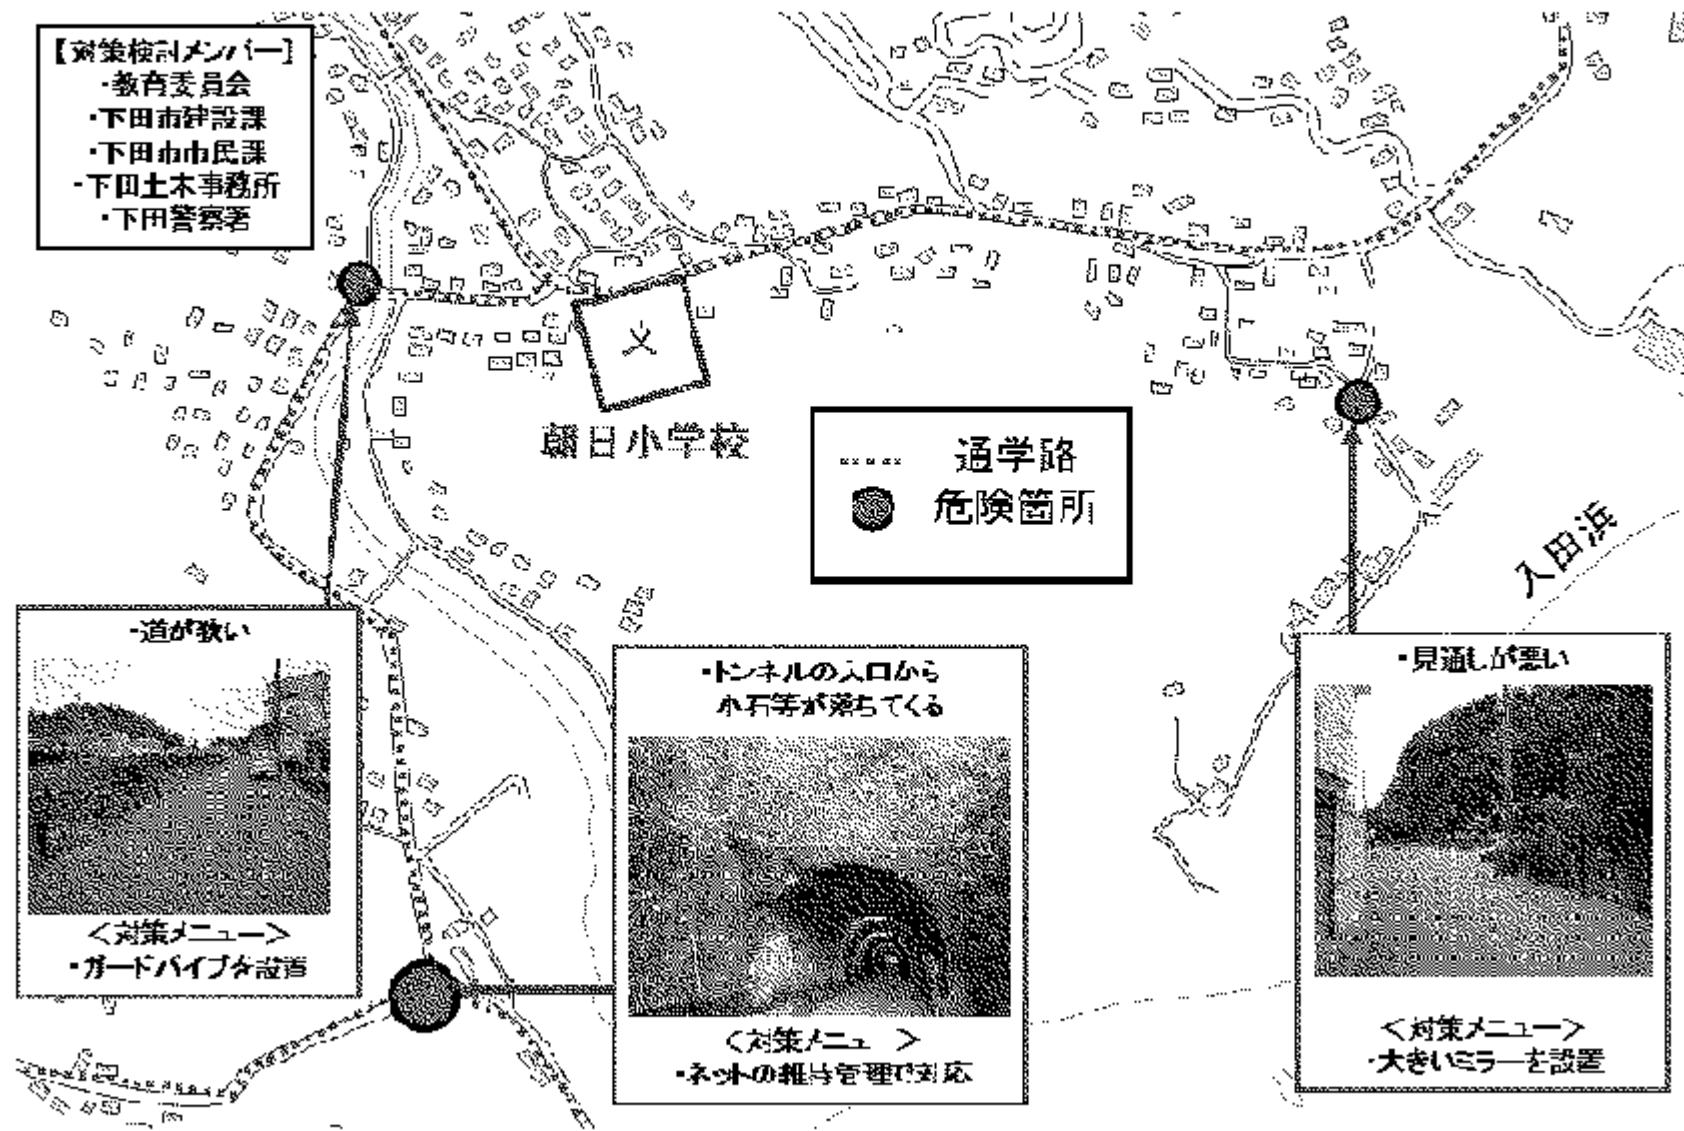 【対策検討メンバー】
・教育委員会
・下田市建設課
・下田市市民課
・下田土木事務所
・下田警察署
文
朝日小学校
通学路
危険箇所
入田浜
・道が狭い
<対策メニュー>
・ガードパイプを設置
・トンネルの入口から
小石等が落ちてくる
<対策メニュー>
・ネットの維持管理で対応
・見通しが悪い
<対策メニュー>
・大きいミラーを設置